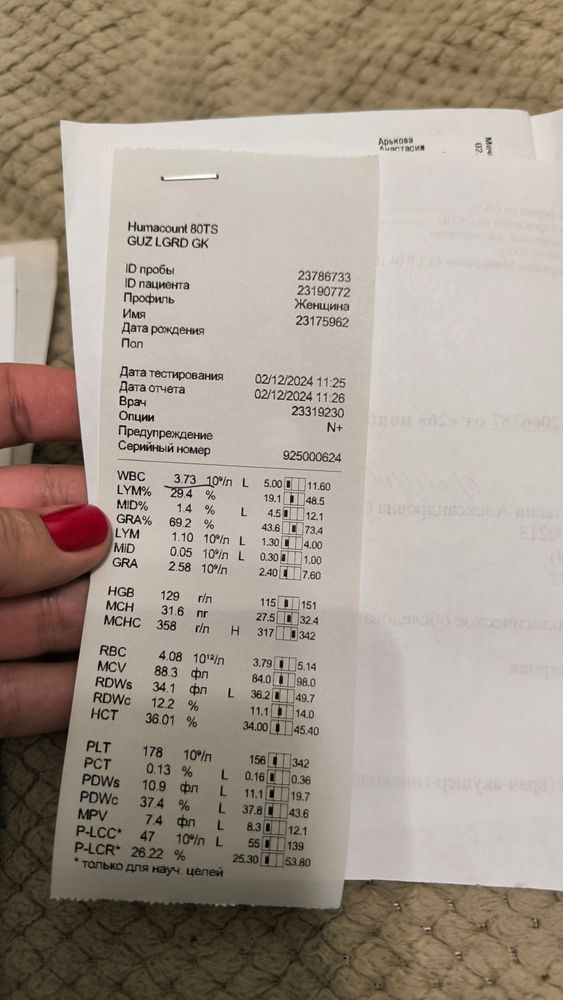 Арькова
Анастасия
Humacount 80TS
GUZ LGRD GK
ID пробы 23786733
ID пациента 23190772
Профиль Женщина
Имя 23175962
Дата рождения
Пол
Дата тестирования 02/12/2024 11:25
Дата отчета 02/12/2024 11:26
Врач 23319230
Опции N+
Предупреждение
Серийный номер 925000624
WBC 3.73 10⁹/л L 5.00 11.60
LYM% 29.4 % 19.1 48.5
MID% 1.4 % L 4.5 12.1
GRA% 69.2 % 43.6 73.4
LYM 1.10 10⁹/л L 1.30 4.00
MID 0.05 10⁹/л L 0.30 1.00
GRA 2.58 10⁹/л 2.40 7.60
HGB 129 г/л 115 151
MCH 31.6 пг 27.5 32.4
MCHC 358 г/л H 317 342
RBC 4.08 10¹²/л 3.79 5.14
MCV 88.3 фл 84.0 98.0
RDWs 34.1 фл L 36.2 49.7
RDWc 12.2 % 11.1 14.0
HCT 36.01 % 34.00 45.40
PLT 178 10⁹/л 156 342
PCT 0.13 % L 0.16 0.36
PDWs 10.9 фл L 11.1 19.7
PDWc 37.4 % L 37.8 43.6
MPV 7.4 фл L 8.3 12.1
P-LCC* 47 10⁹/л L 55 139
P-LCR* 26.22 % 25.30 53.80
* только для науч. целей